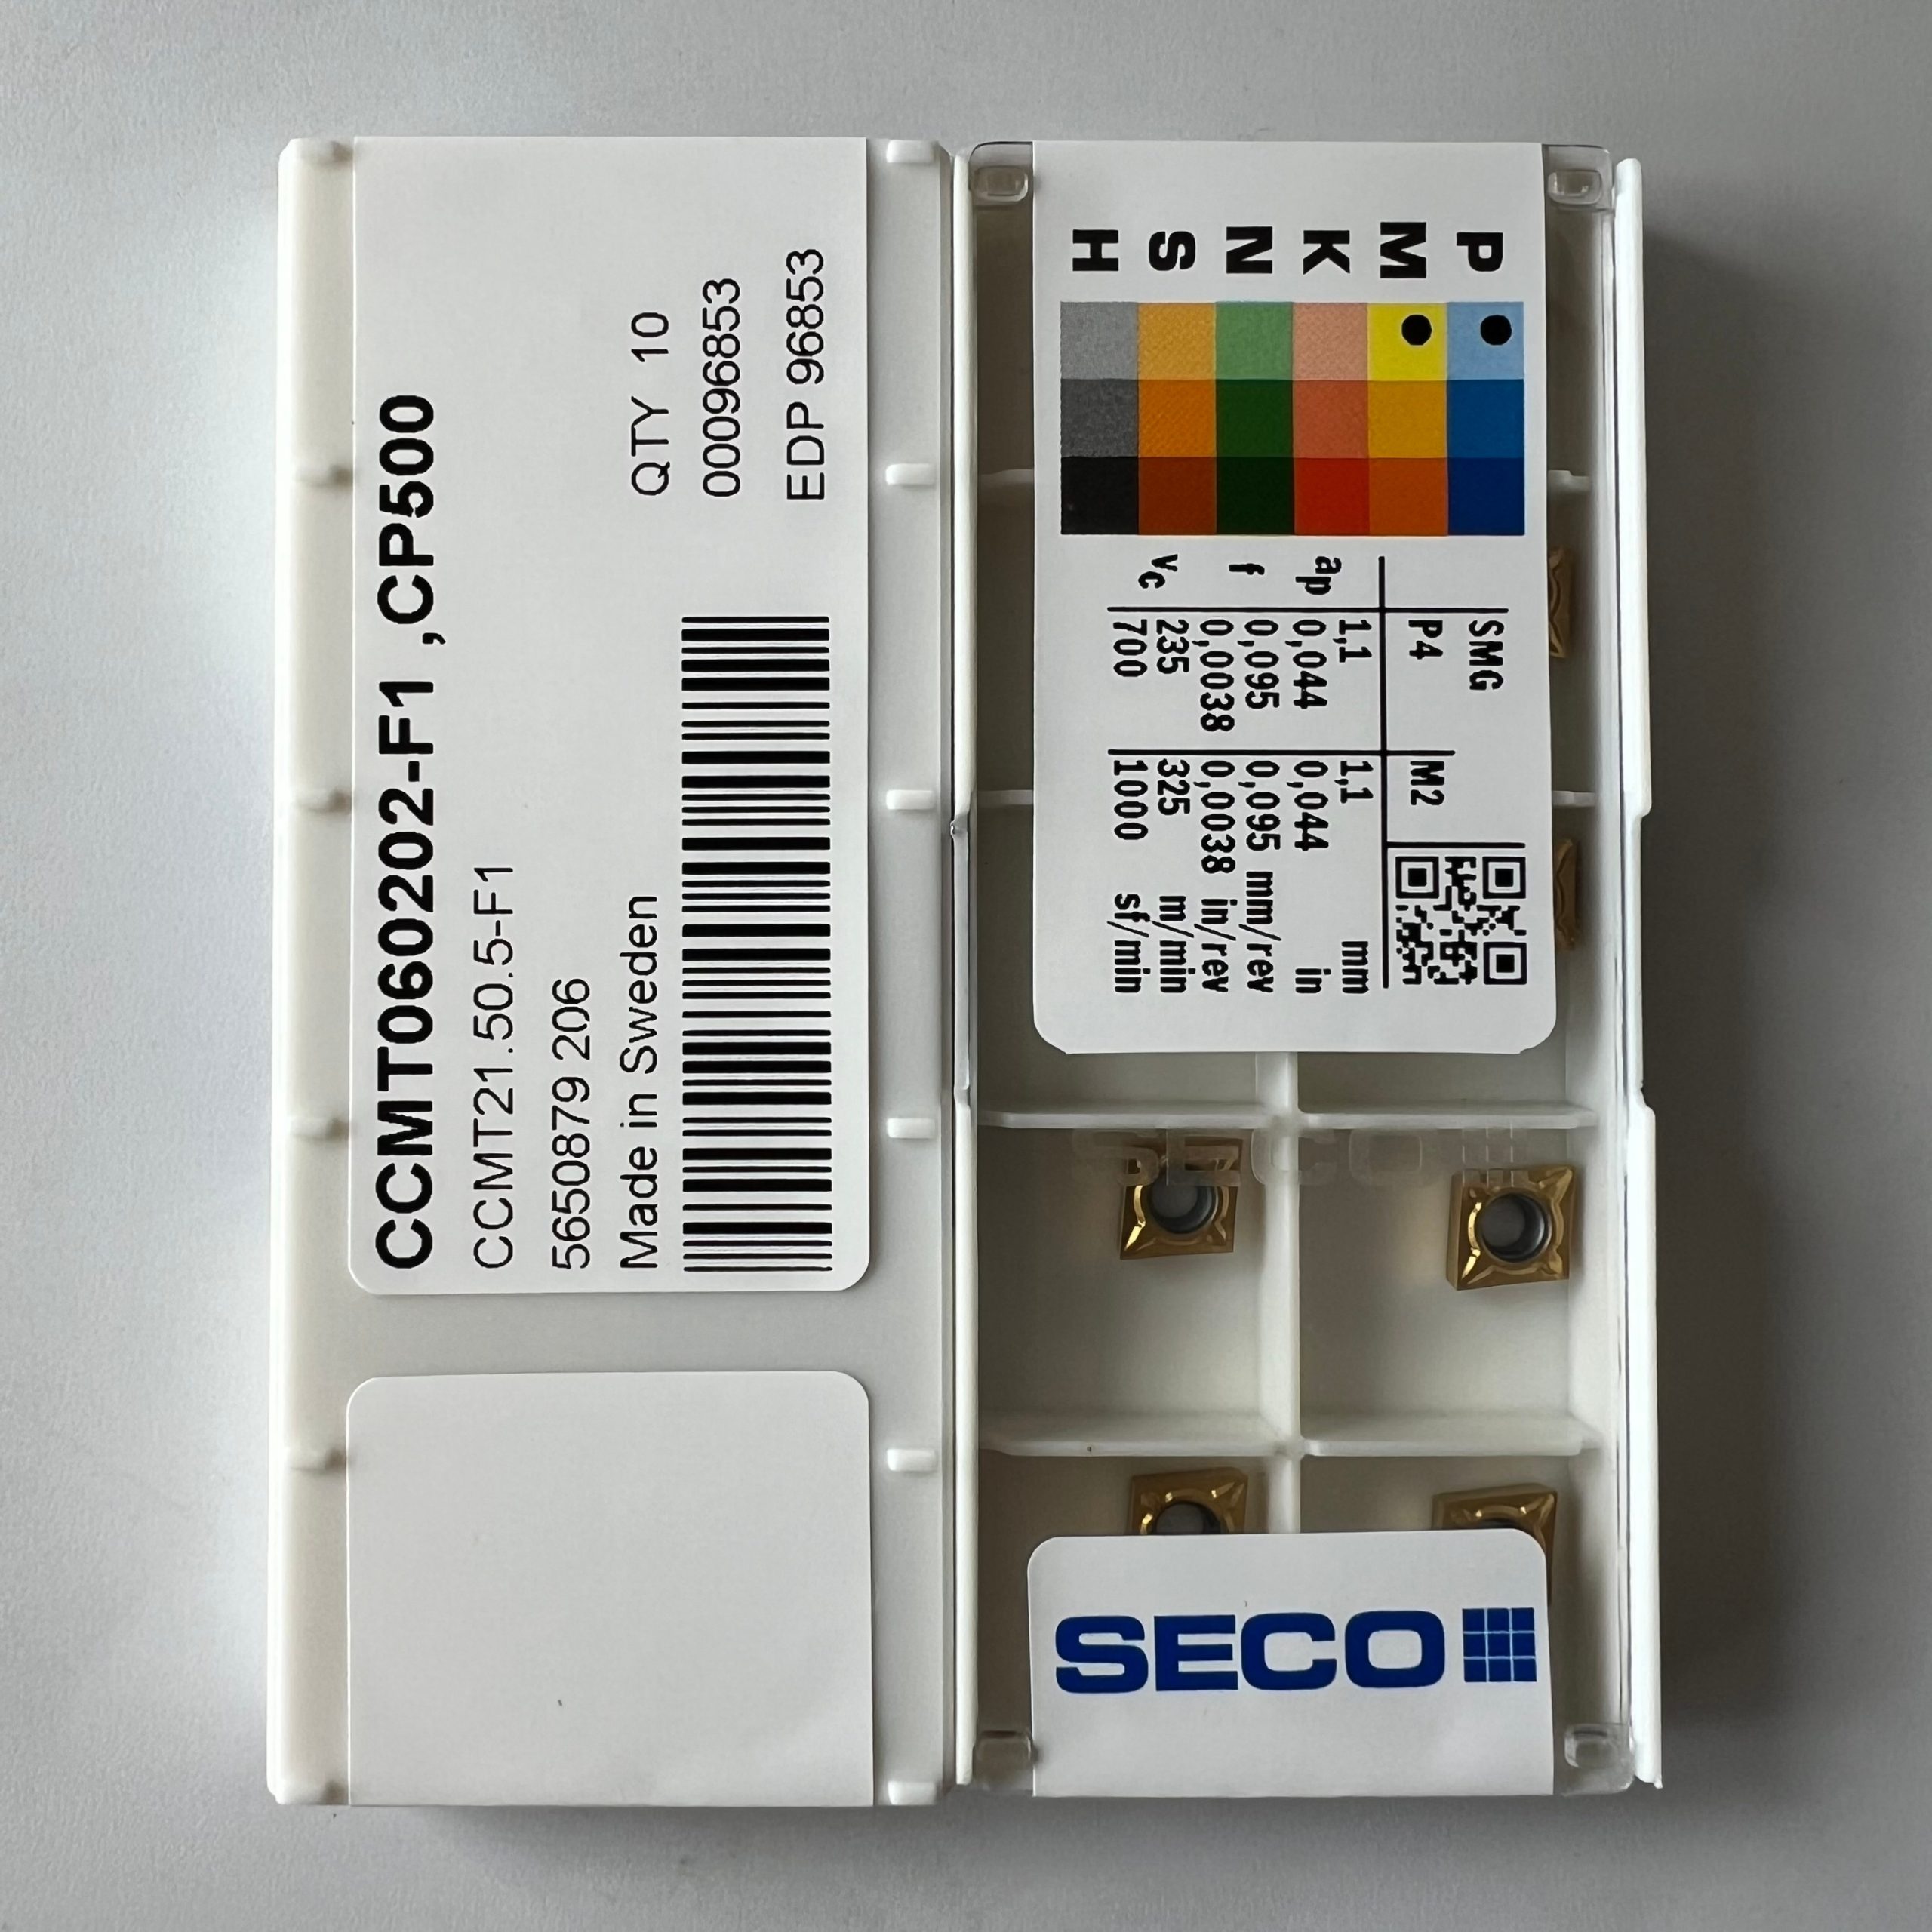 CCMT060202-F1 ,CP500
CCMT21.50.5-F1
5650879 206
Made in Sweden
QTY 10
00096853
EDP 96853
P
M
K
N
S
H
SMG
P4 M2
ap 1,1 1,1 mm
0,044 0,044 in
f 0,095 0,095 mm/rev
0,0038 0,0038 in/rev
vc 235 325 m/min
700 1000 sf/min
SECO
SECO